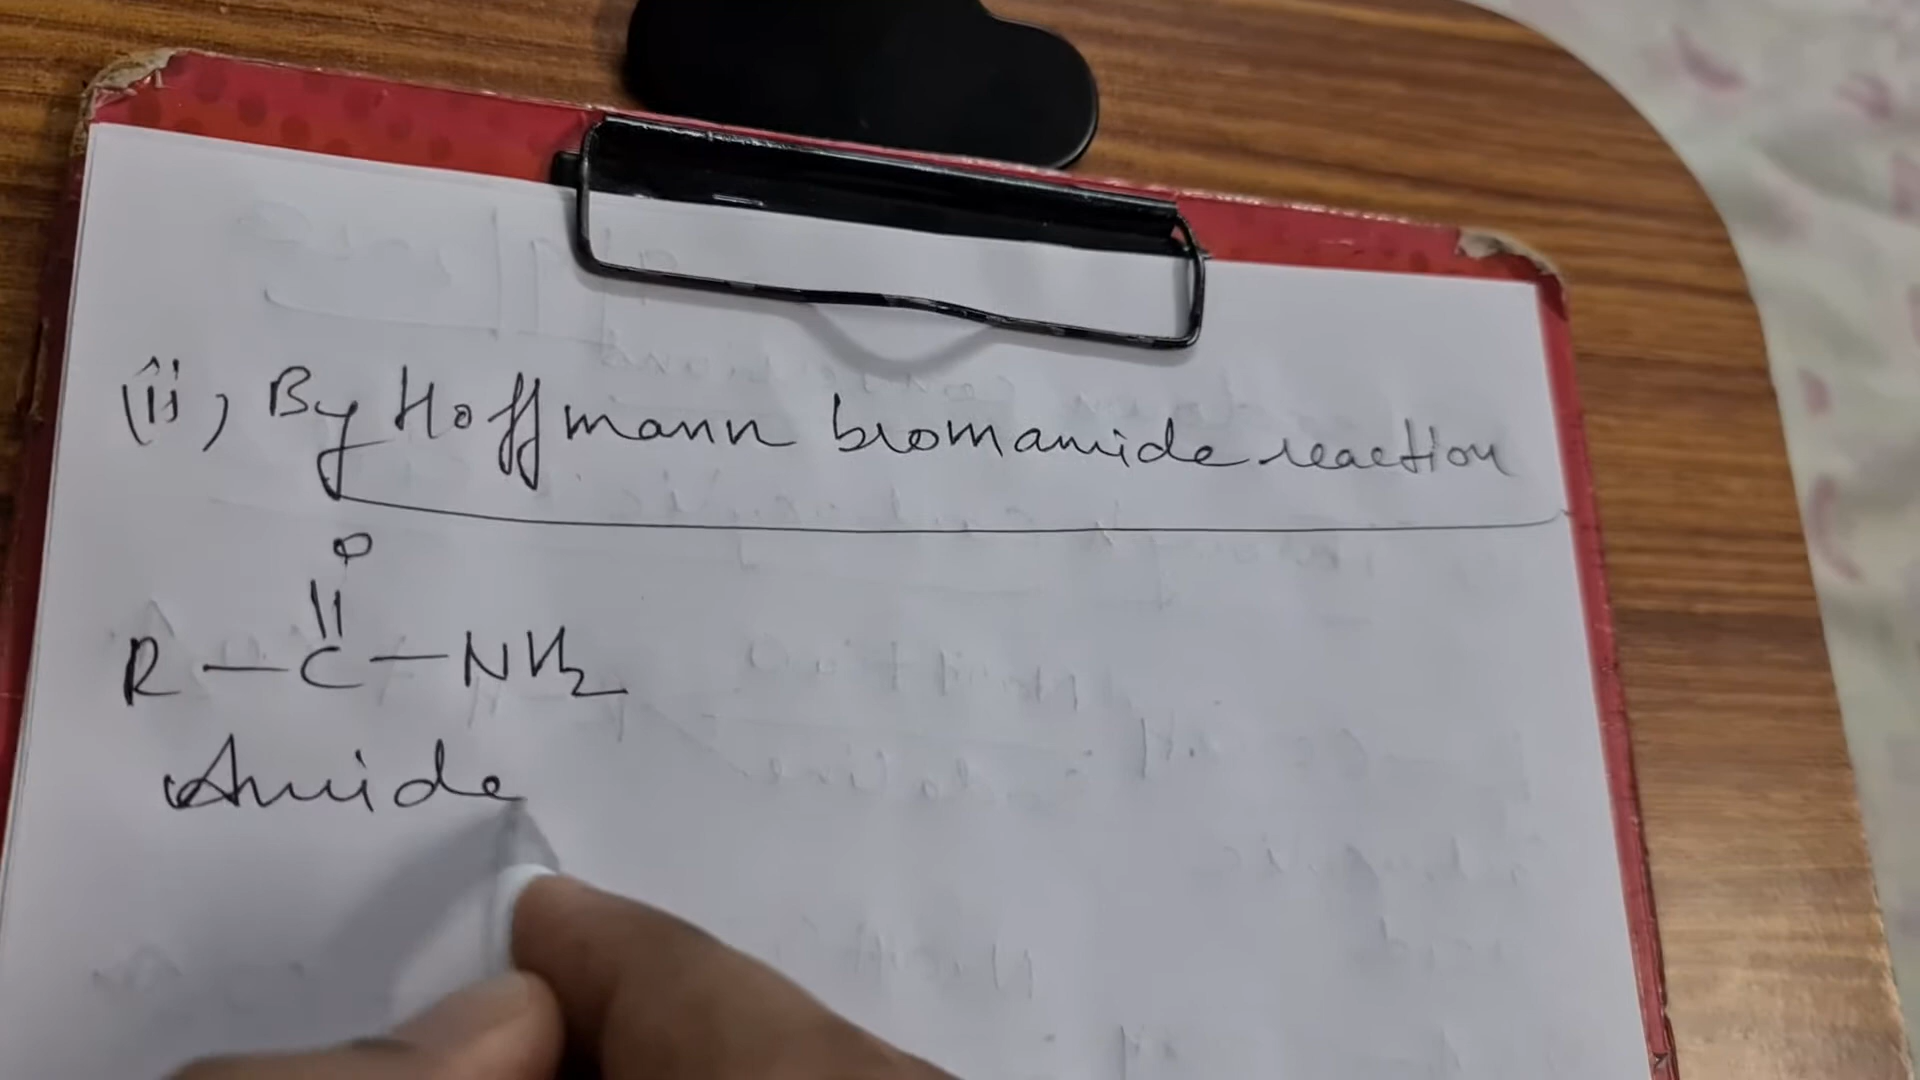 (ii) By Hoffmann bromamide reaction
O
||
R — C — NH2
Amide